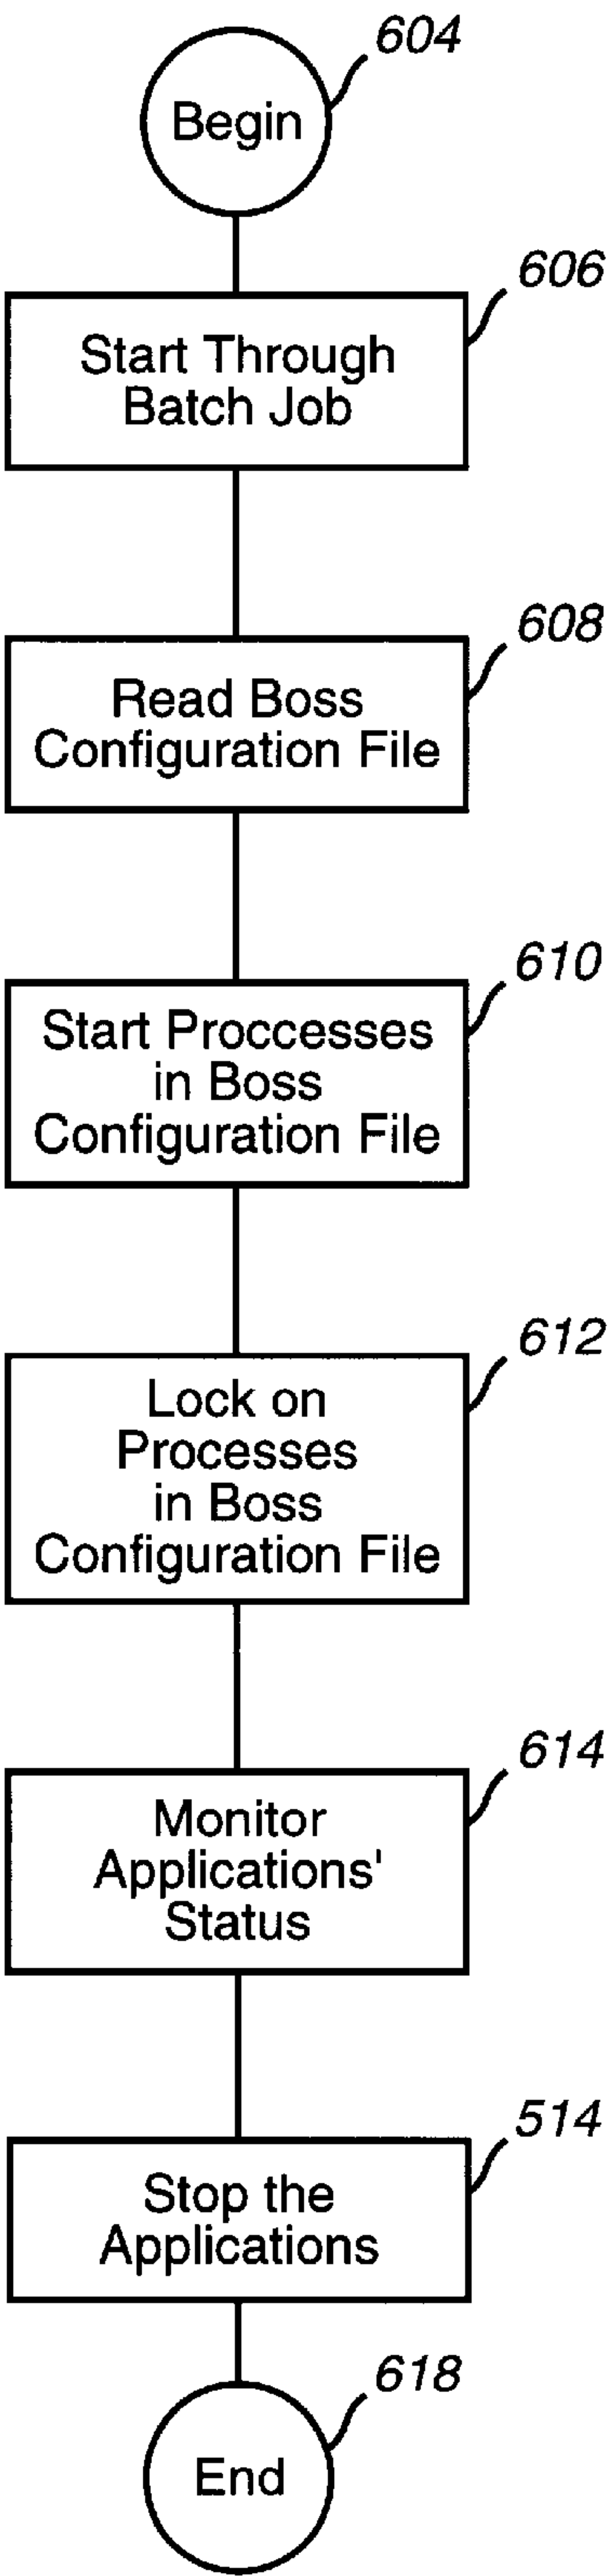 604
Begin
606
Start Through
Batch Job
608
Read Boss
Configuration File
610
Start Proccesses
in Boss
Configuration File
612
Lock on
Processes
in Boss
Configuration File
614
Monitor
Applications'
Status
514
Stop the
Applications
618
End